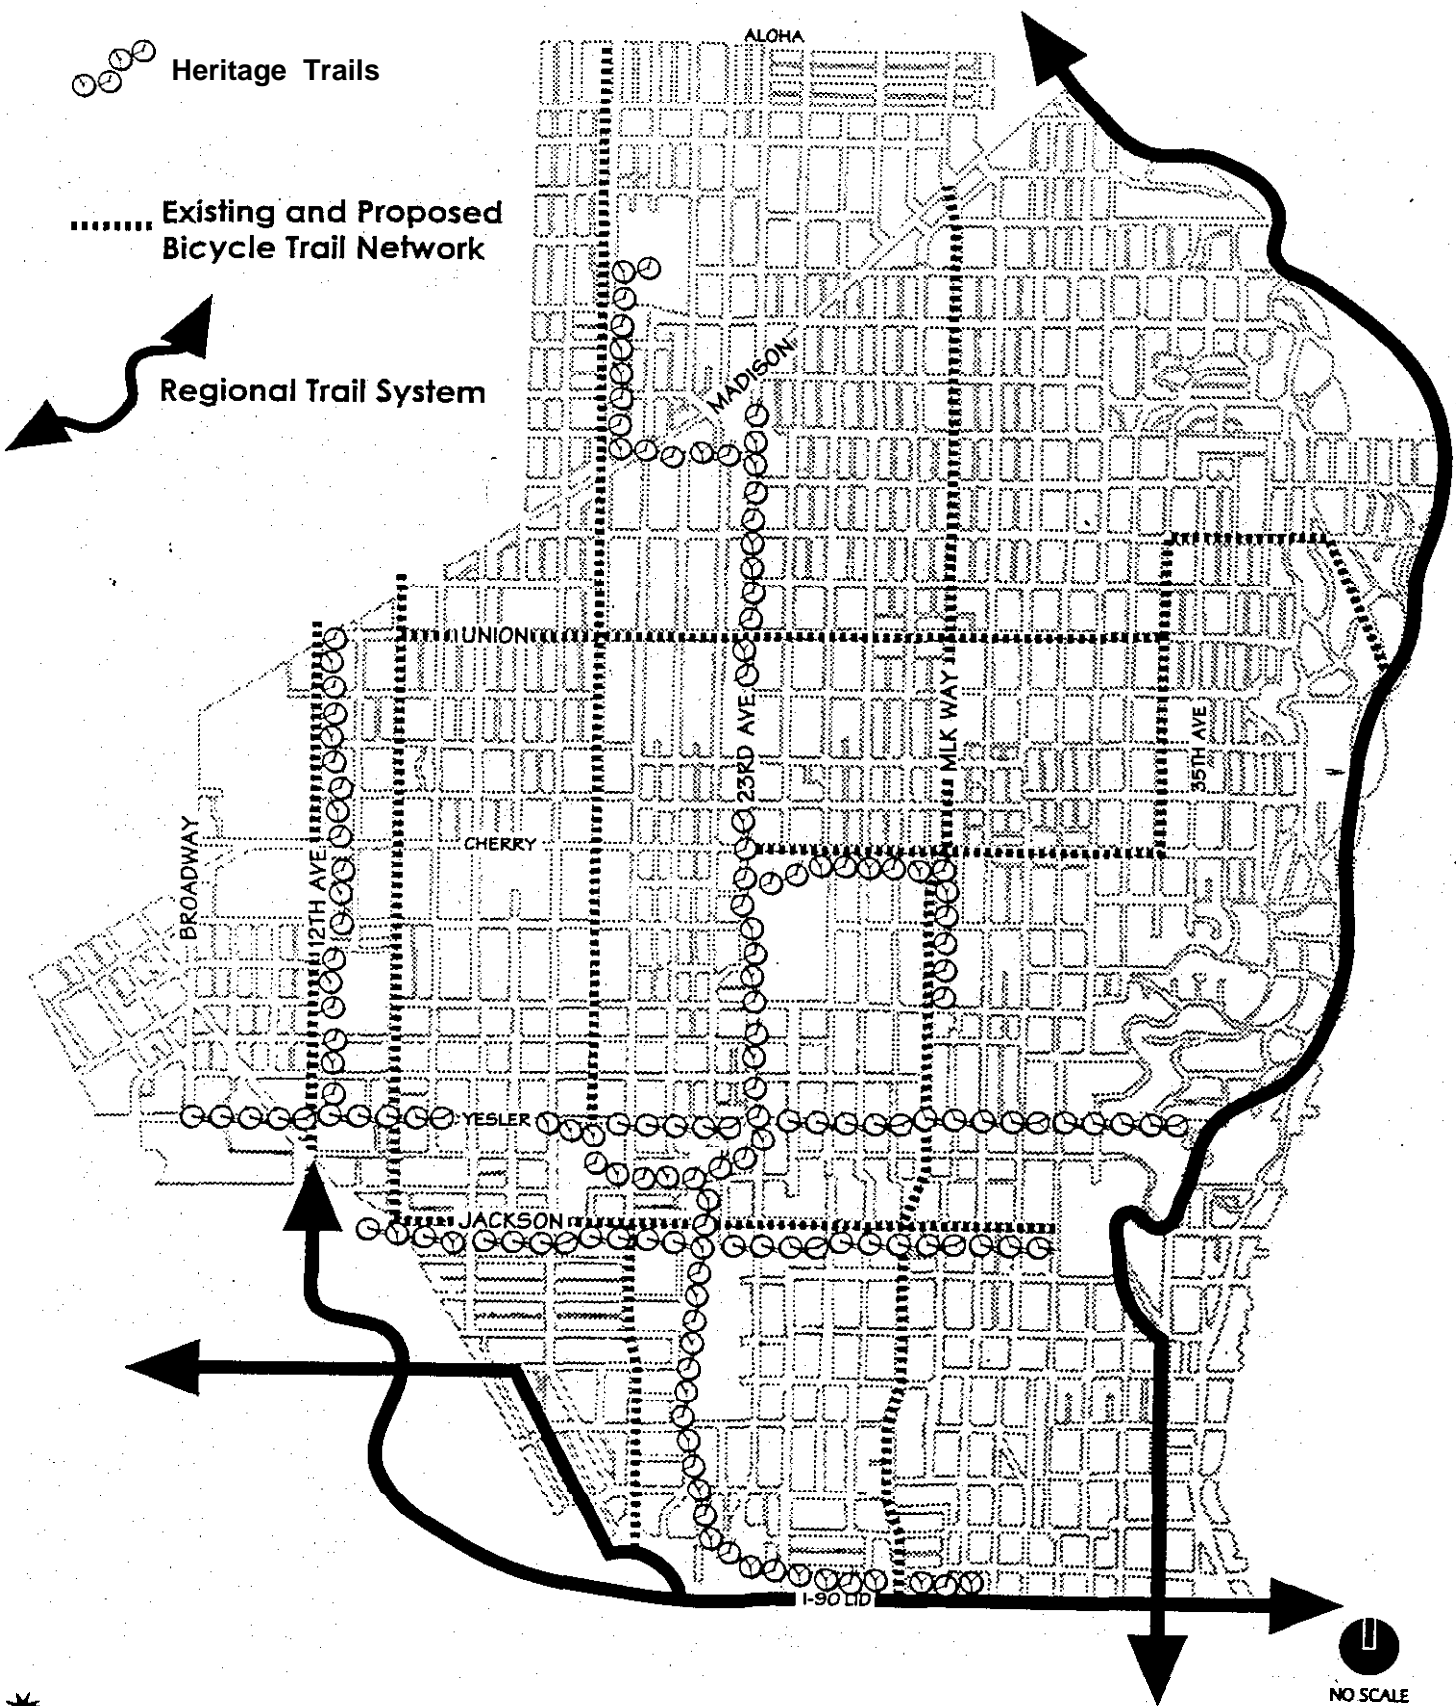 ALOHA
Heritage Trails
Existing and Proposed
Bicycle Trail Network
Regional Trail System
MADISON
UNION
23RD AVE
MLK WAY
35TH AVE
BROADWAY
12TH AVE
CHERRY
YESLER
JACKSON
I-90 LID
NO SCALE